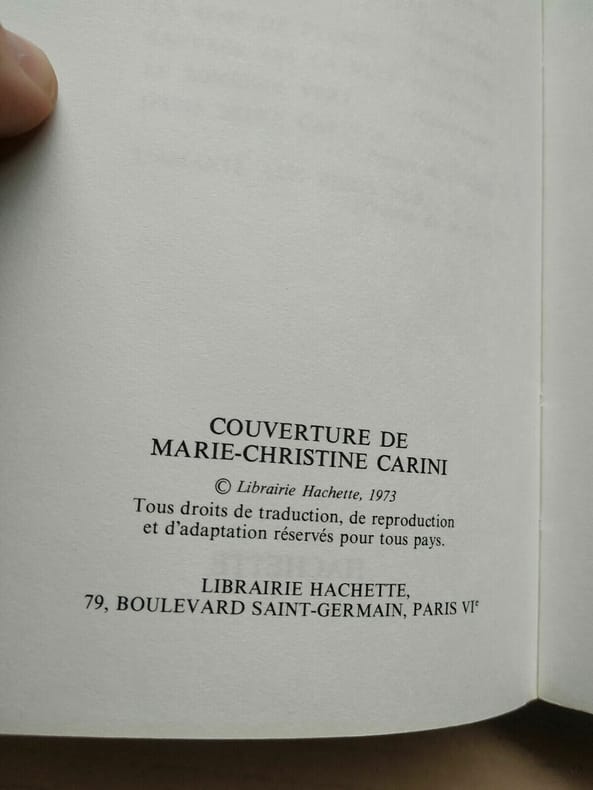 COUVERTURE DE
MARIE-CHRISTINE CARINI
© Librairie Hachette, 1973
Tous droits de traduction, de reproduction
et d'adaptation réservés pour tous pays.
LIBRAIRIE HACHETTE,
79, BOULEVARD SAINT-GERMAIN, PARIS VIᵉ